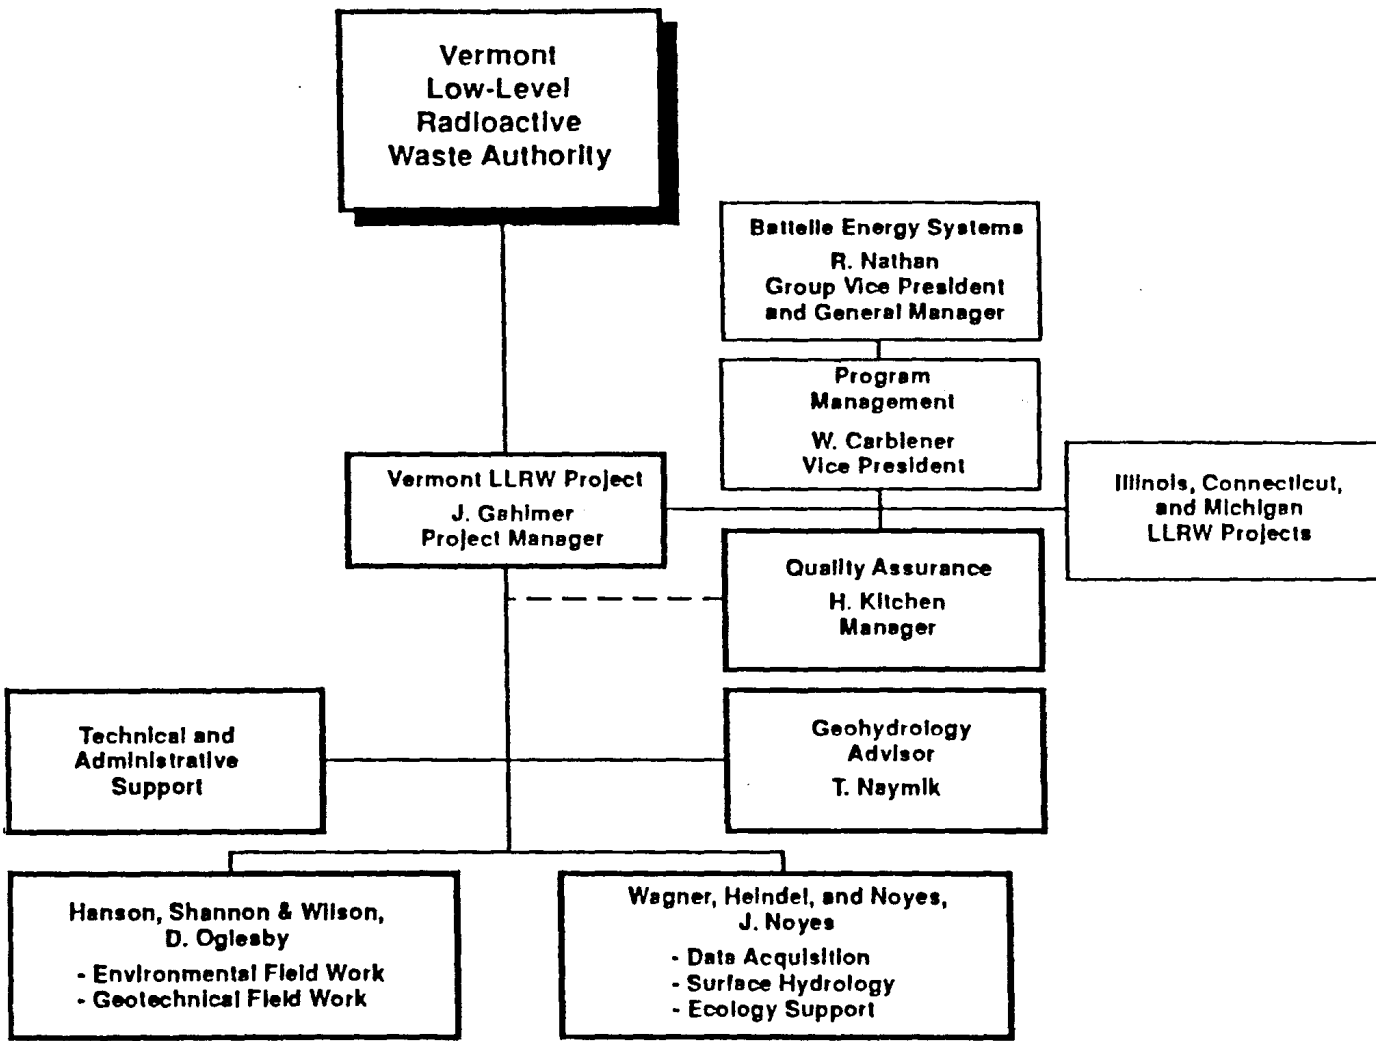 Vermont
Low-Level
Radioactive
Waste Authority
Battelle Energy Systems
R. Nathan
Group Vice President
and General Manager
Program
Management
W. Carbiener
Vice President
Vermont LLRW Project
J. Gahimer
Project Manager
Illinois, Connecticut,
and Michigan
LLRW Projects
Quality Assurance
H. Kitchen
Manager
Technical and
Administrative
Support
Geohydrology
Advisor
T. Naymik
Hanson, Shannon & Wilson,
D. Oglesby
- Environmental Field Work
- Geotechnical Field Work
Wagner, Heindel, and Noyes,
J. Noyes
- Data Acquisition
- Surface Hydrology
- Ecology Support